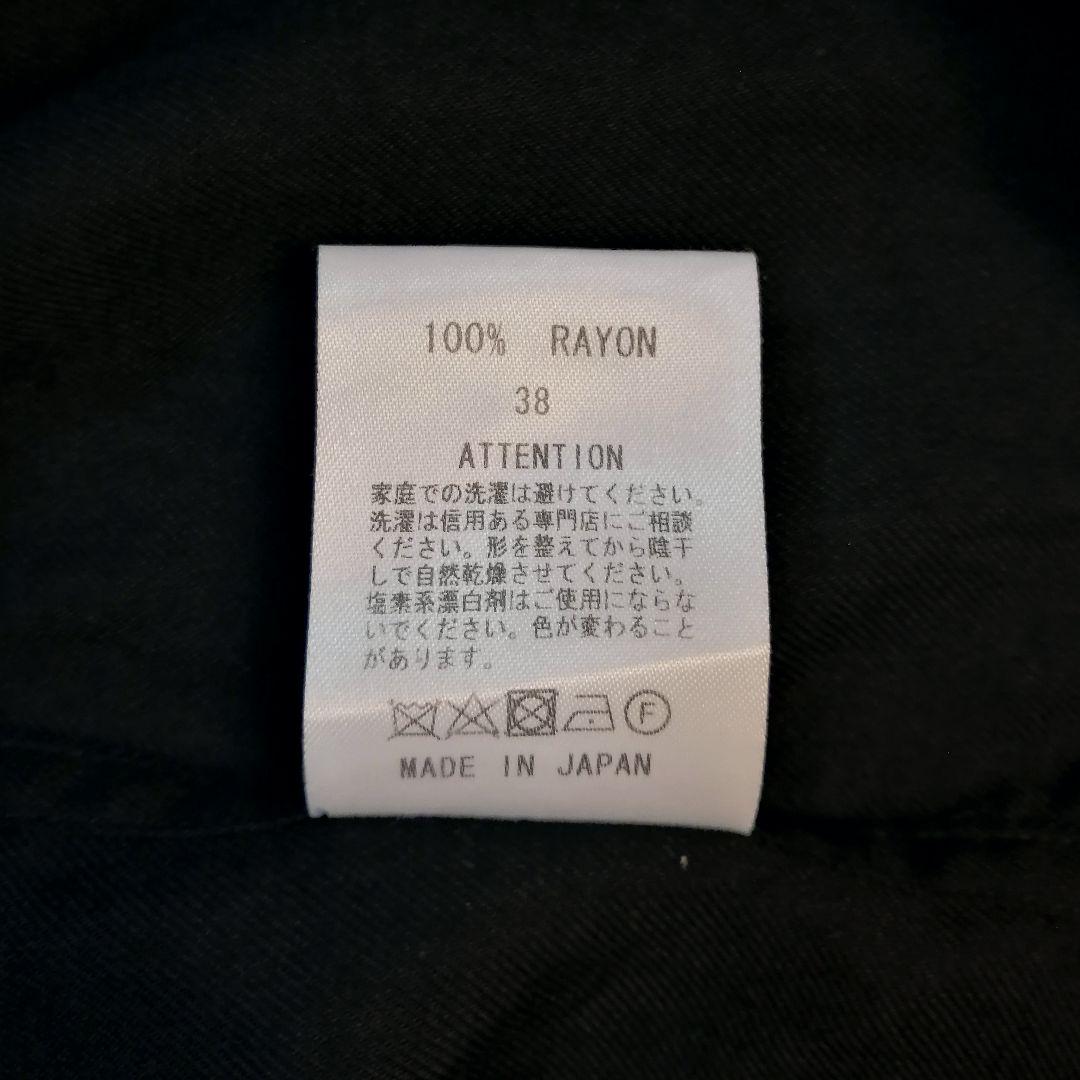 100% RAYON
38
ATTENTION
家庭での洗濯は避けてください。
洗濯は信用ある専門店にご相談
ください。形を整えてから陰干
しで自然乾燥させてください。
塩素系漂白剤はご使用にならな
いでください。色が変わること
があります。
F
MADE IN JAPAN